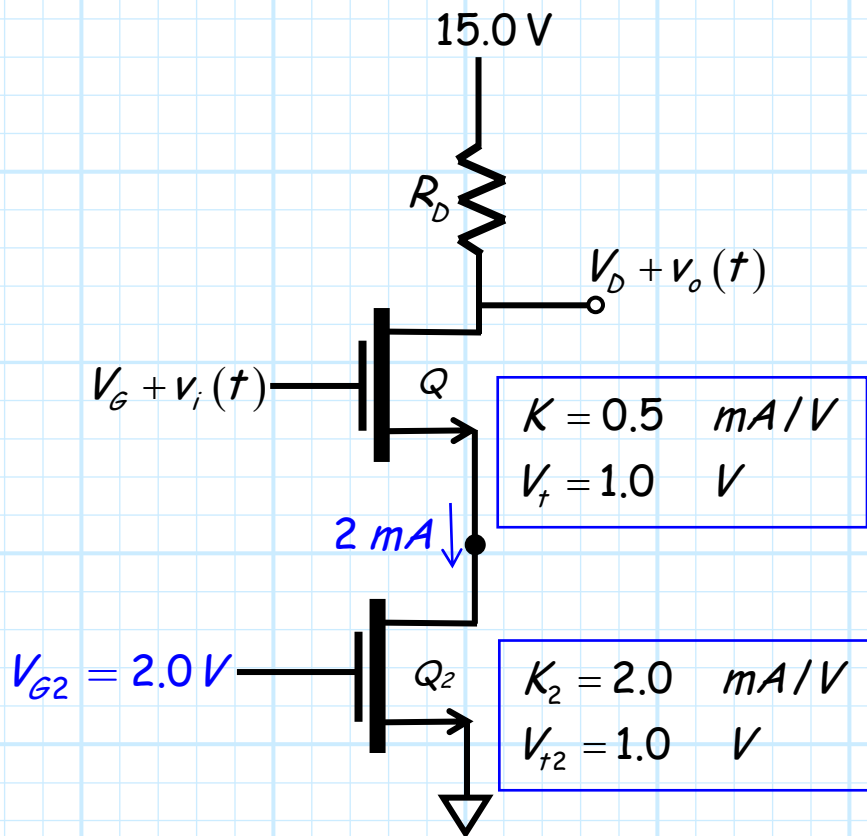 15.0 V
R_D
V_D + v_o (t)
V_G + v_i (t)
Q
K = 0.5 mA/V
V_t = 1.0 V
2 mA
V_G2 = 2.0 V
Q_2
K_2 = 2.0 mA/V
V_t2 = 1.0 V